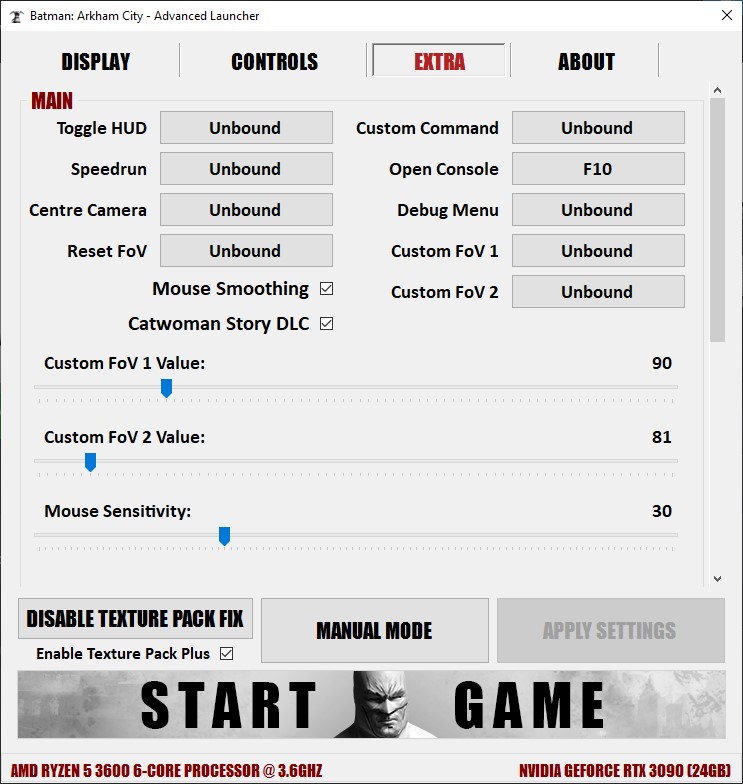 Batman: Arkham City - Advanced Launcher
DISPLAY CONTROLS EXTRA ABOUT
MAIN
Toggle HUD Unbound Custom Command Unbound
Speedrun Unbound Open Console F10
Centre Camera Unbound Debug Menu Unbound
Reset FoV Unbound Custom FoV 1 Unbound
Mouse Smoothing Custom FoV 2 Unbound
Catwoman Story DLC
Custom FoV 1 Value: 90
Custom FoV 2 Value: 81
Mouse Sensitivity: 30
DISABLE TEXTURE PACK FIX MANUAL MODE APPLY SETTINGS
Enable Texture Pack Plus
START GAME
AMD RYZEN 5 3600 6-CORE PROCESSOR @ 3.6GHZ NVIDIA GEFORCE RTX 3090 (24GB)